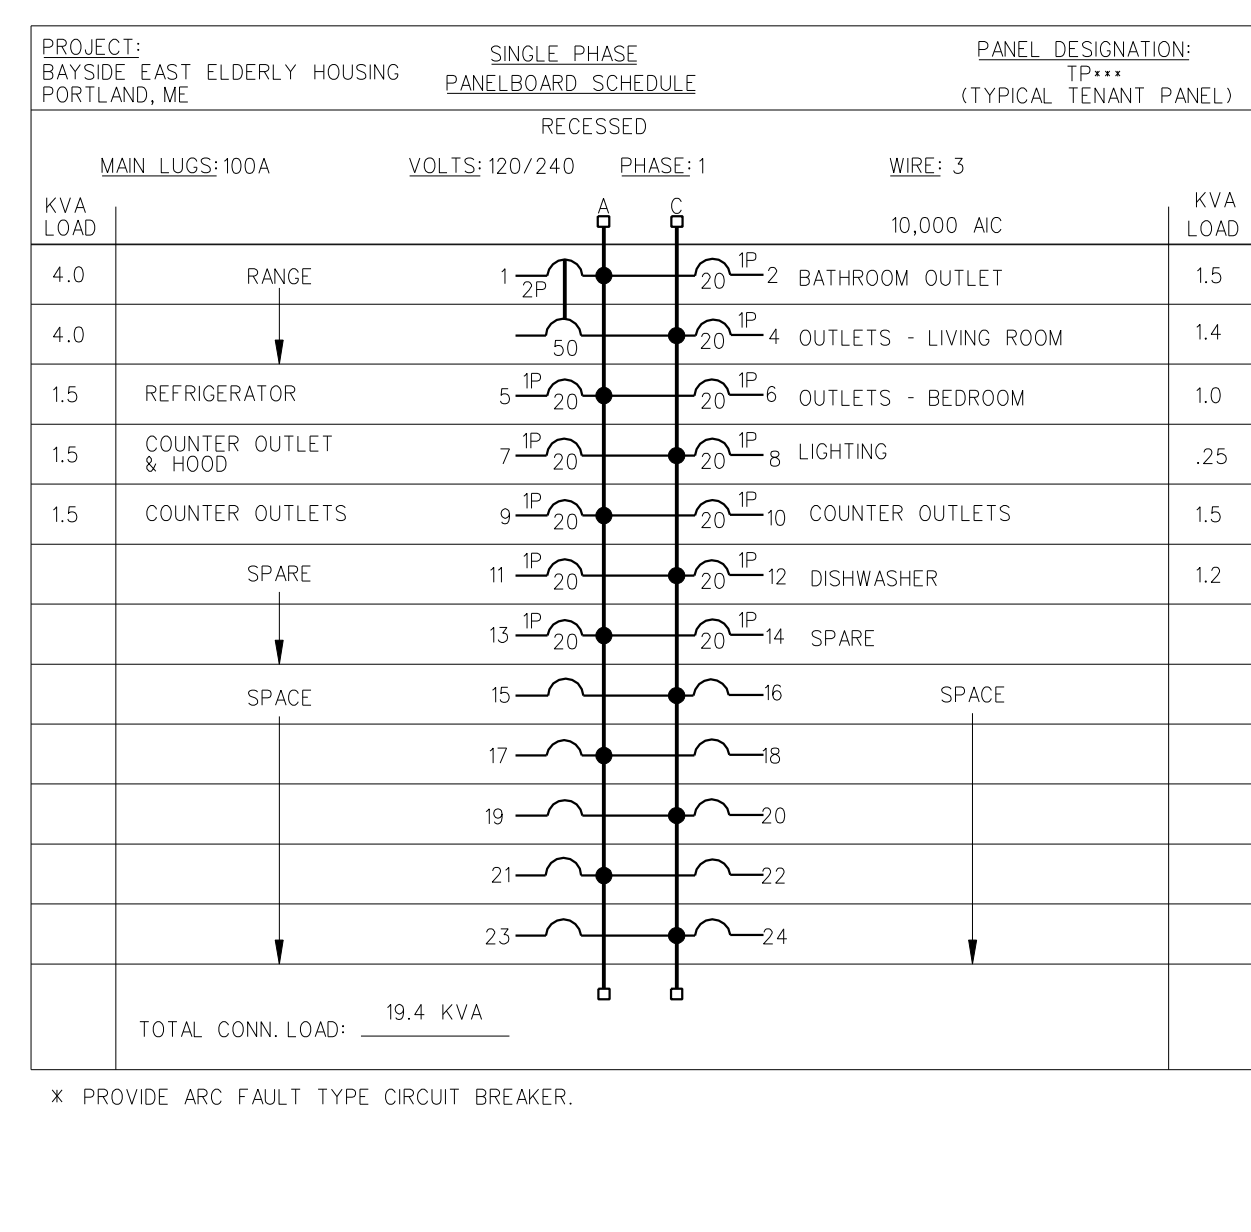 PROJECT:
BAYSIDE EAST ELDERLY HOUSING
PORTLAND, ME
SINGLE PHASE
PANELBOARD SCHEDULE
PANEL DESIGNATION:
TP***
(TYPICAL TENANT PANEL)
RECESSED
MAIN LUGS: 100A VOLTS: 120/240 PHASE: 1 WIRE: 3
KVA LOAD A C 10,000 AIC KVA LOAD
4.0 RANGE 1 2P 20 1P 2 BATHROOM OUTLET 1.5
4.0 50 20 1P 4 OUTLETS - LIVING ROOM 1.4
1.5 REFRIGERATOR 5 1P 20 20 1P 6 OUTLETS - BEDROOM 1.0
1.5 COUNTER OUTLET & HOOD 7 1P 20 20 1P 8 LIGHTING .25
1.5 COUNTER OUTLETS 9 1P 20 20 1P 10 COUNTER OUTLETS 1.5
SPARE 11 1P 20 20 1P 12 DISHWASHER 1.2
13 1P 20 20 1P 14 SPARE
SPACE 15 16 SPACE
17 18
19 20
21 22
23 24
TOTAL CONN. LOAD: 19.4 KVA
* PROVIDE ARC FAULT TYPE CIRCUIT BREAKER.